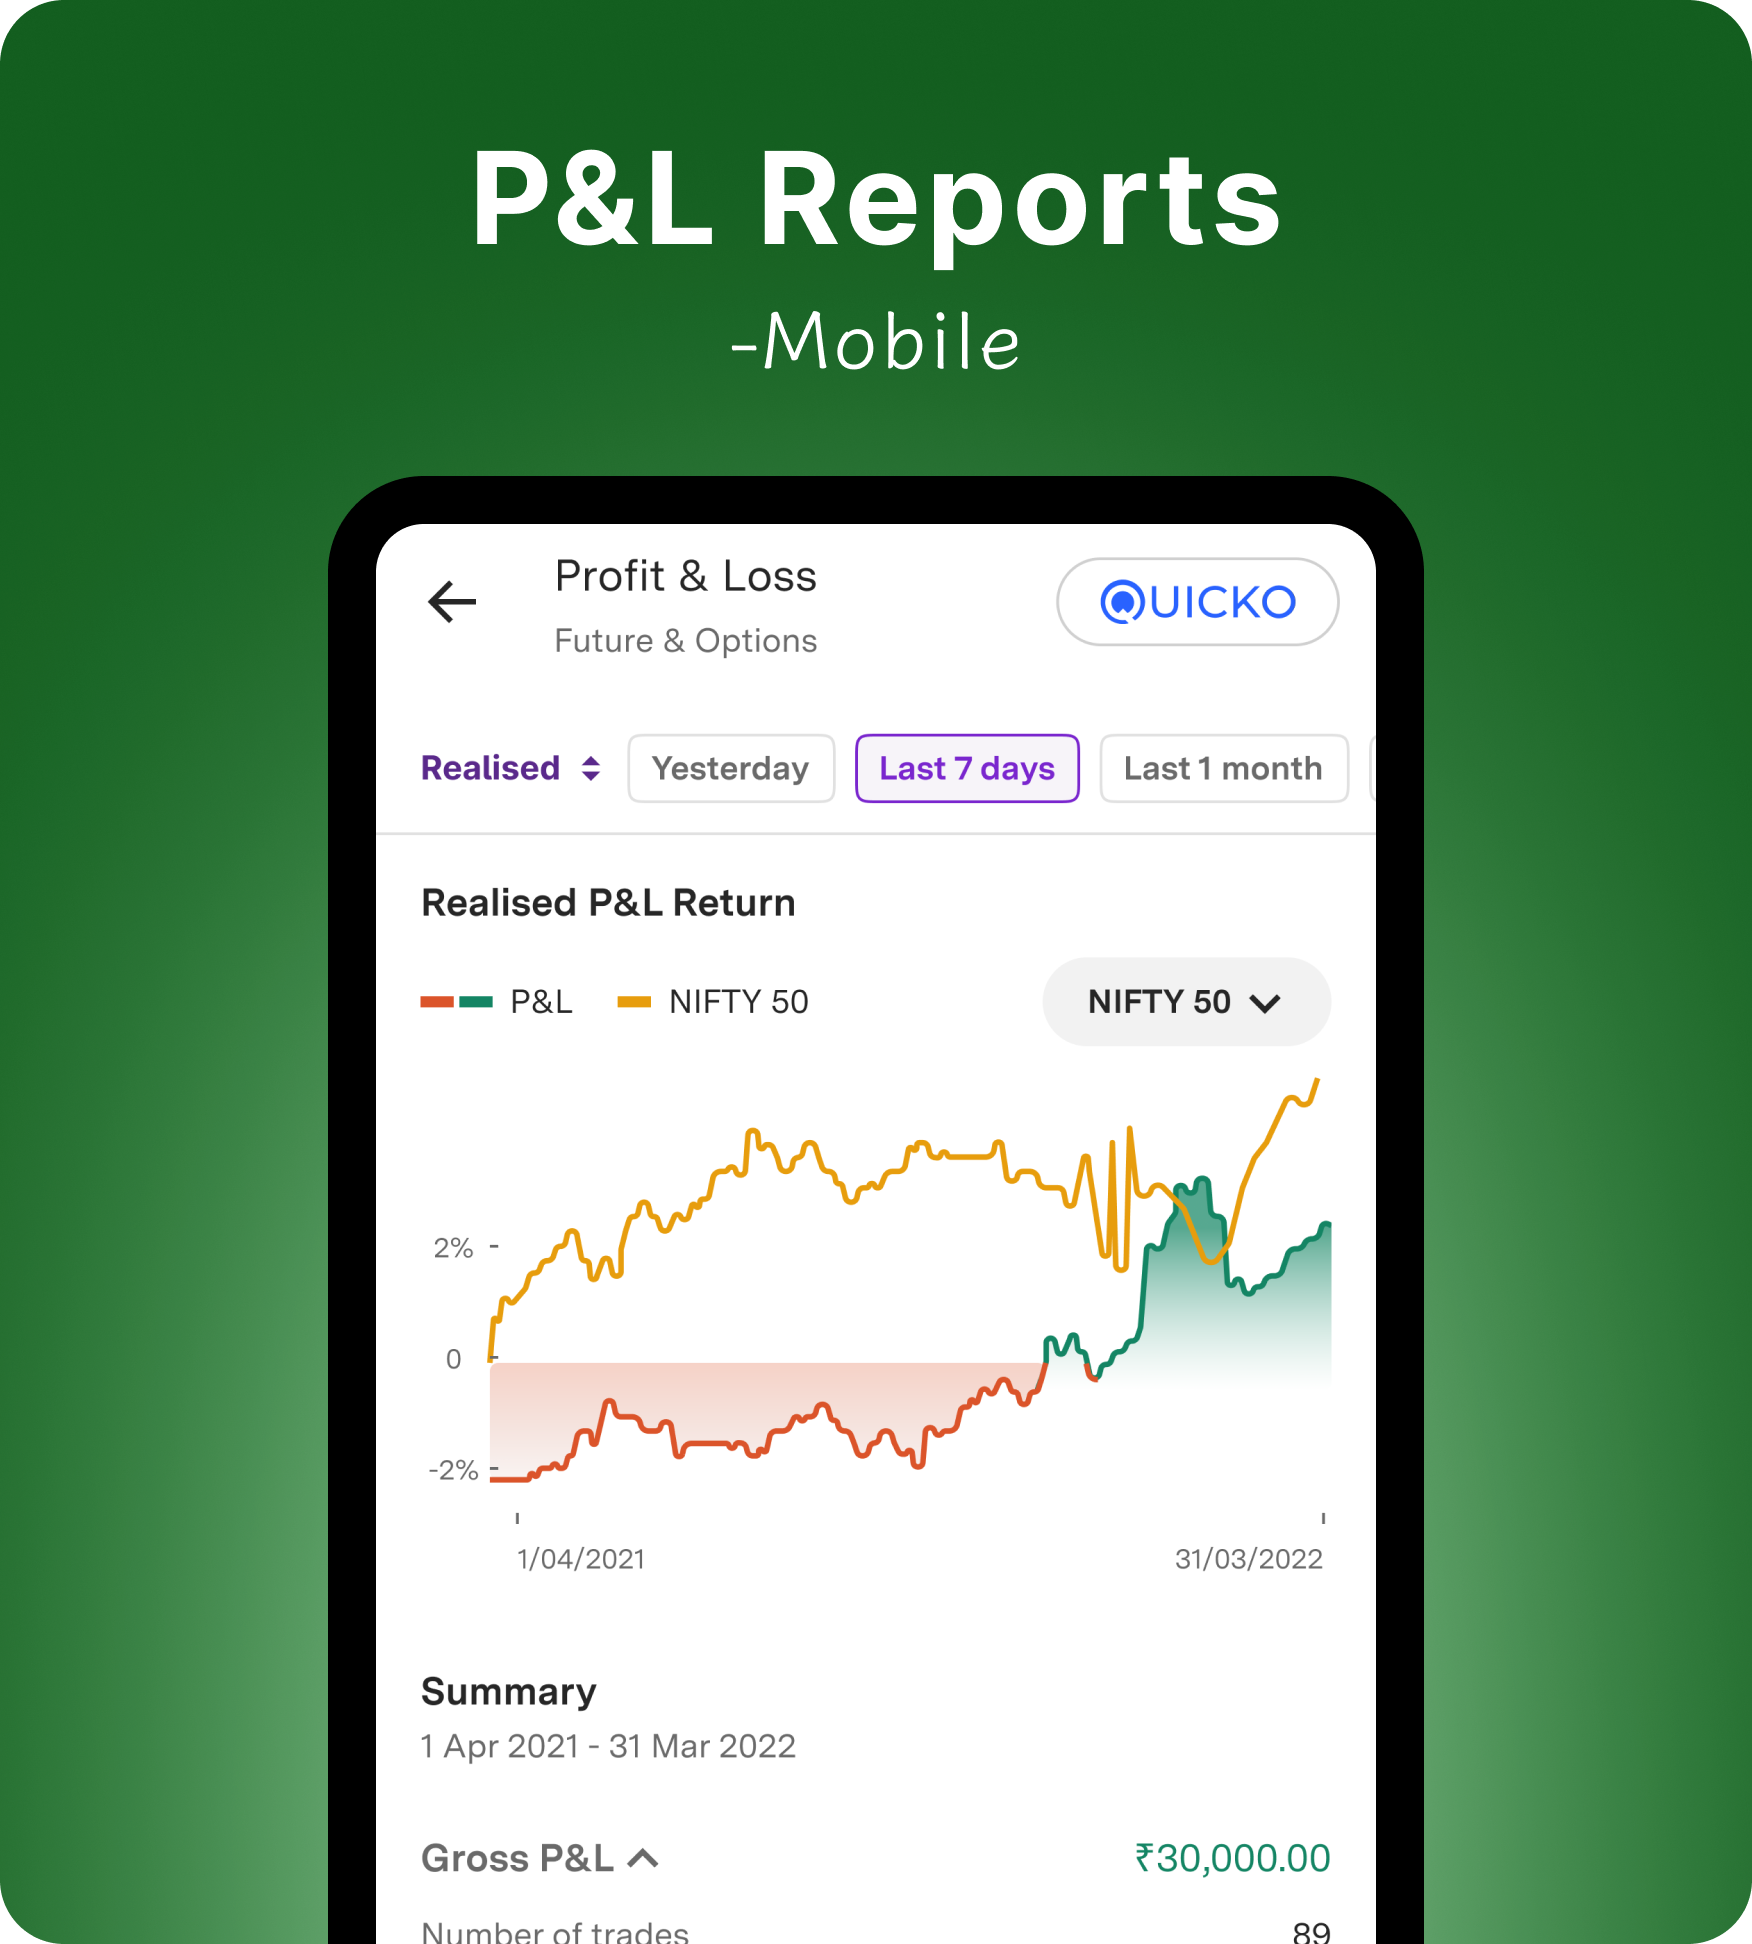 P&L Reports
-Mobile
Profit & Loss
Future & Options
QUICKO
Realised
Yesterday
Last 7 days
Last 1 month
Realised P&L Return
P&L
NIFTY 50
NIFTY 50
2%
0
-2%
1/04/2021
31/03/2022
Summary
1 Apr 2021 - 31 Mar 2022
Gross P&L
₹30,000.00
Number of trades
89